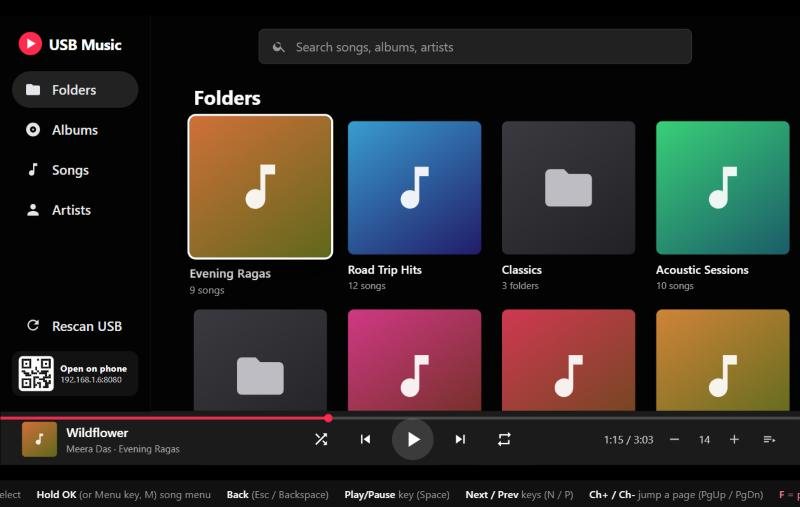 USB Music
Search songs, albums, artists
Folders
Albums
Songs
Artists
Rescan USB
Open on phone
192.168.1.6:8080
Folders
Evening Ragas
9 songs
Road Trip Hits
12 songs
Classics
3 folders
Acoustic Sessions
10 songs
Wildflower
Meera Das · Evening Ragas
1:15 / 3:03
14
elect Hold OK (or Menu key, M) song menu Back (Esc / Backspace) Play/Pause key (Space) Next / Prev keys (N / P) Ch+ / Ch- jump a page (PgUp / PgDn) F =